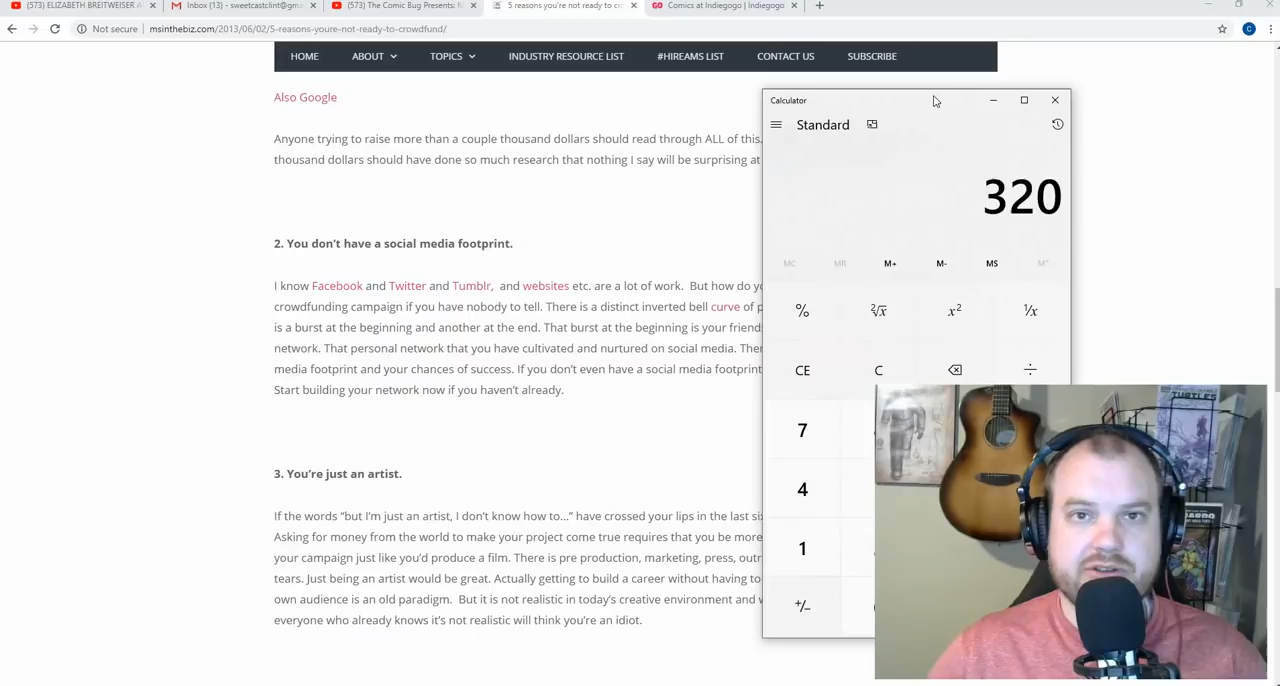 (573) ELIZABETH BREITWEISER A
Inbox (13) - sweetcastclint@gma
(573) The Comic Bug Presents: M
5 reasons you're not ready to cr
Comics at Indiegogo | Indiegogo
Not secure | msinthebiz.com/2013/06/02/5-reasons-youre-not-ready-to-crowdfund/
C
HOME ABOUT TOPICS INDUSTRY RESOURCE LIST #HIREAMS LIST CONTACT US SUBSCRIBE
Also Google
Anyone trying to raise more than a couple thousand dollars should read through ALL of this.
thousand dollars should have done so much research that nothing I say will be surprising at
2. You don't have a social media footprint.
I know Facebook and Twitter and Tumblr, and websites etc. are a lot of work. But how do yo
crowdfunding campaign if you have nobody to tell. There is a distinct inverted bell curve of p
is a burst at the beginning and another at the end. That burst at the beginning is your friend
network. That personal network that you have cultivated and nurtured on social media. Ther
media footprint and your chances of success. If you don't even have a social media footprint
Start building your network now if you haven't already.
3. You're just an artist.
If the words "but I'm just an artist, I don't know how to…" have crossed your lips in the last six
Asking for money from the world to make your project come true requires that you be more
your campaign just like you'd produce a film. There is pre production, marketing, press, outr
tears. Just being an artist would be great. Actually getting to build a career without having to
own audience is an old paradigm. But it is not realistic in today's creative environment and w
everyone who already knows it's not realistic will think you're an idiot.
Calculator
Standard
320
MC MR M+ M- MS M˅
% ²√x x² ¹/x
CE C ÷
7
4
1
+/−
TURTLES